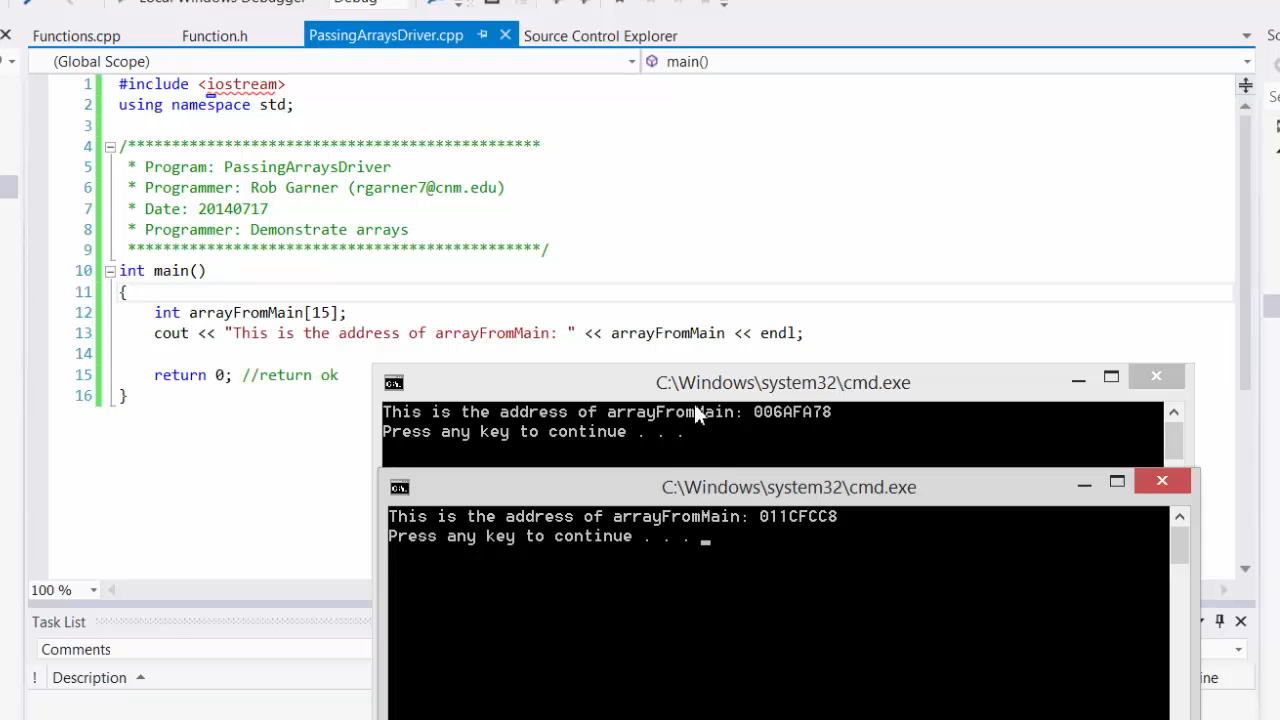 Local Windows Debugger
Debug
Functions.cpp
Function.h
PassingArraysDriver.cpp
Source Control Explorer
(Global Scope)
main()
1 #include <iostream>
2 using namespace std;
3
4 /***********************************************
5 * Program: PassingArraysDriver
6 * Programmer: Rob Garner (rgarner7@cnm.edu)
7 * Date: 20140717
8 * Programmer: Demonstrate arrays
9 ***********************************************/
10 int main()
11 {
12 int arrayFromMain[15];
13 cout << "This is the address of arrayFromMain: " << arrayFromMain << endl;
14
15 return 0; //return ok
16 }
C:\Windows\system32\cmd.exe
This is the address of arrayFromMain: 006AFA78
Press any key to continue . . .
C:\Windows\system32\cmd.exe
This is the address of arrayFromMain: 011CFCC8
Press any key to continue . . . _
100 %
Task List
Comments
! Description